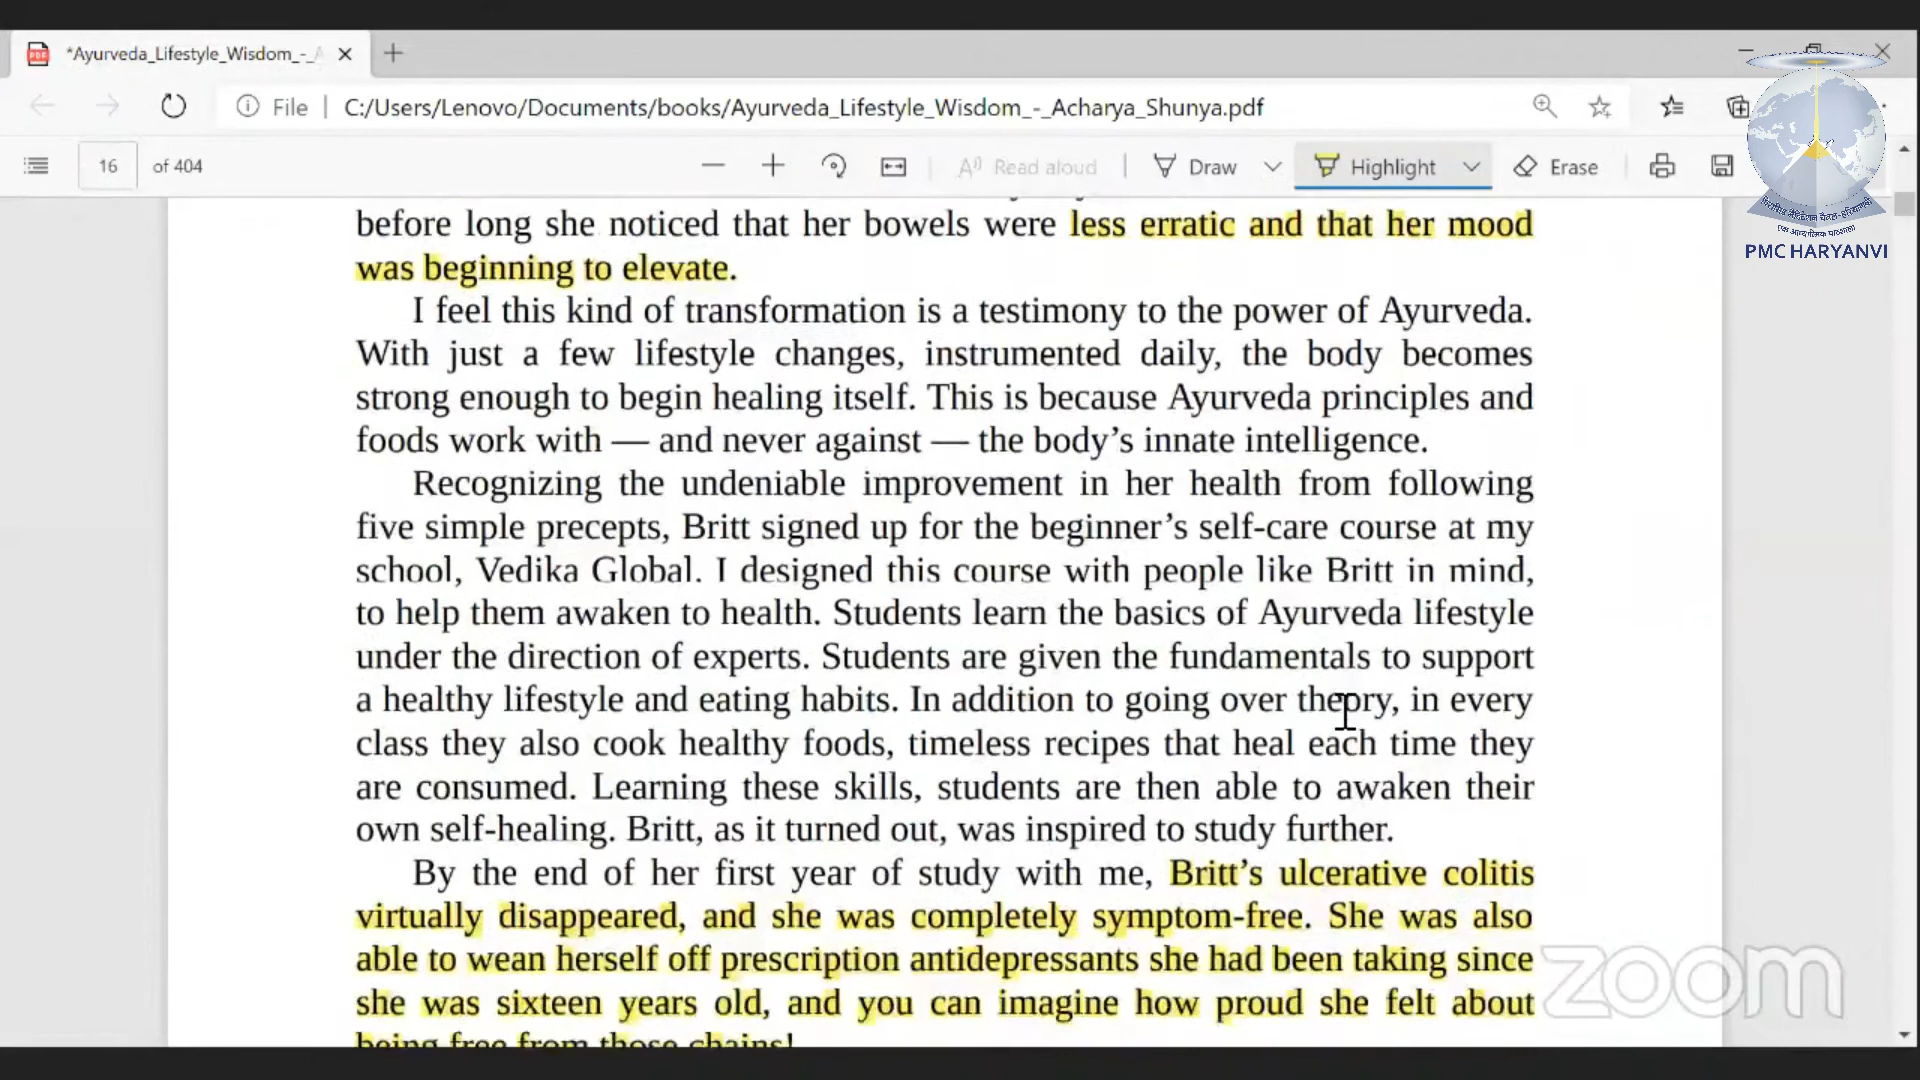 *Ayurveda_Lifestyle_Wisdom_-_A
File
C:/Users/Lenovo/Documents/books/Ayurveda_Lifestyle_Wisdom_-_Acharya_Shunya.pdf
16 of 404
Read aloud
Draw
Highlight
Erase
PMC HARYANVI
before long she noticed that her bowels were less erratic and that her mood
was beginning to elevate.
I feel this kind of transformation is a testimony to the power of Ayurveda.
With just a few lifestyle changes, instrumented daily, the body becomes
strong enough to begin healing itself. This is because Ayurveda principles and
foods work with — and never against — the body’s innate intelligence.
Recognizing the undeniable improvement in her health from following
five simple precepts, Britt signed up for the beginner’s self-care course at my
school, Vedika Global. I designed this course with people like Britt in mind,
to help them awaken to health. Students learn the basics of Ayurveda lifestyle
under the direction of experts. Students are given the fundamentals to support
a healthy lifestyle and eating habits. In addition to going over theory, in every
class they also cook healthy foods, timeless recipes that heal each time they
are consumed. Learning these skills, students are then able to awaken their
own self-healing. Britt, as it turned out, was inspired to study further.
By the end of her first year of study with me, Britt’s ulcerative colitis
virtually disappeared, and she was completely symptom-free. She was also
able to wean herself off prescription antidepressants she had been taking since
she was sixteen years old, and you can imagine how proud she felt about
being free from those chains!
zoom